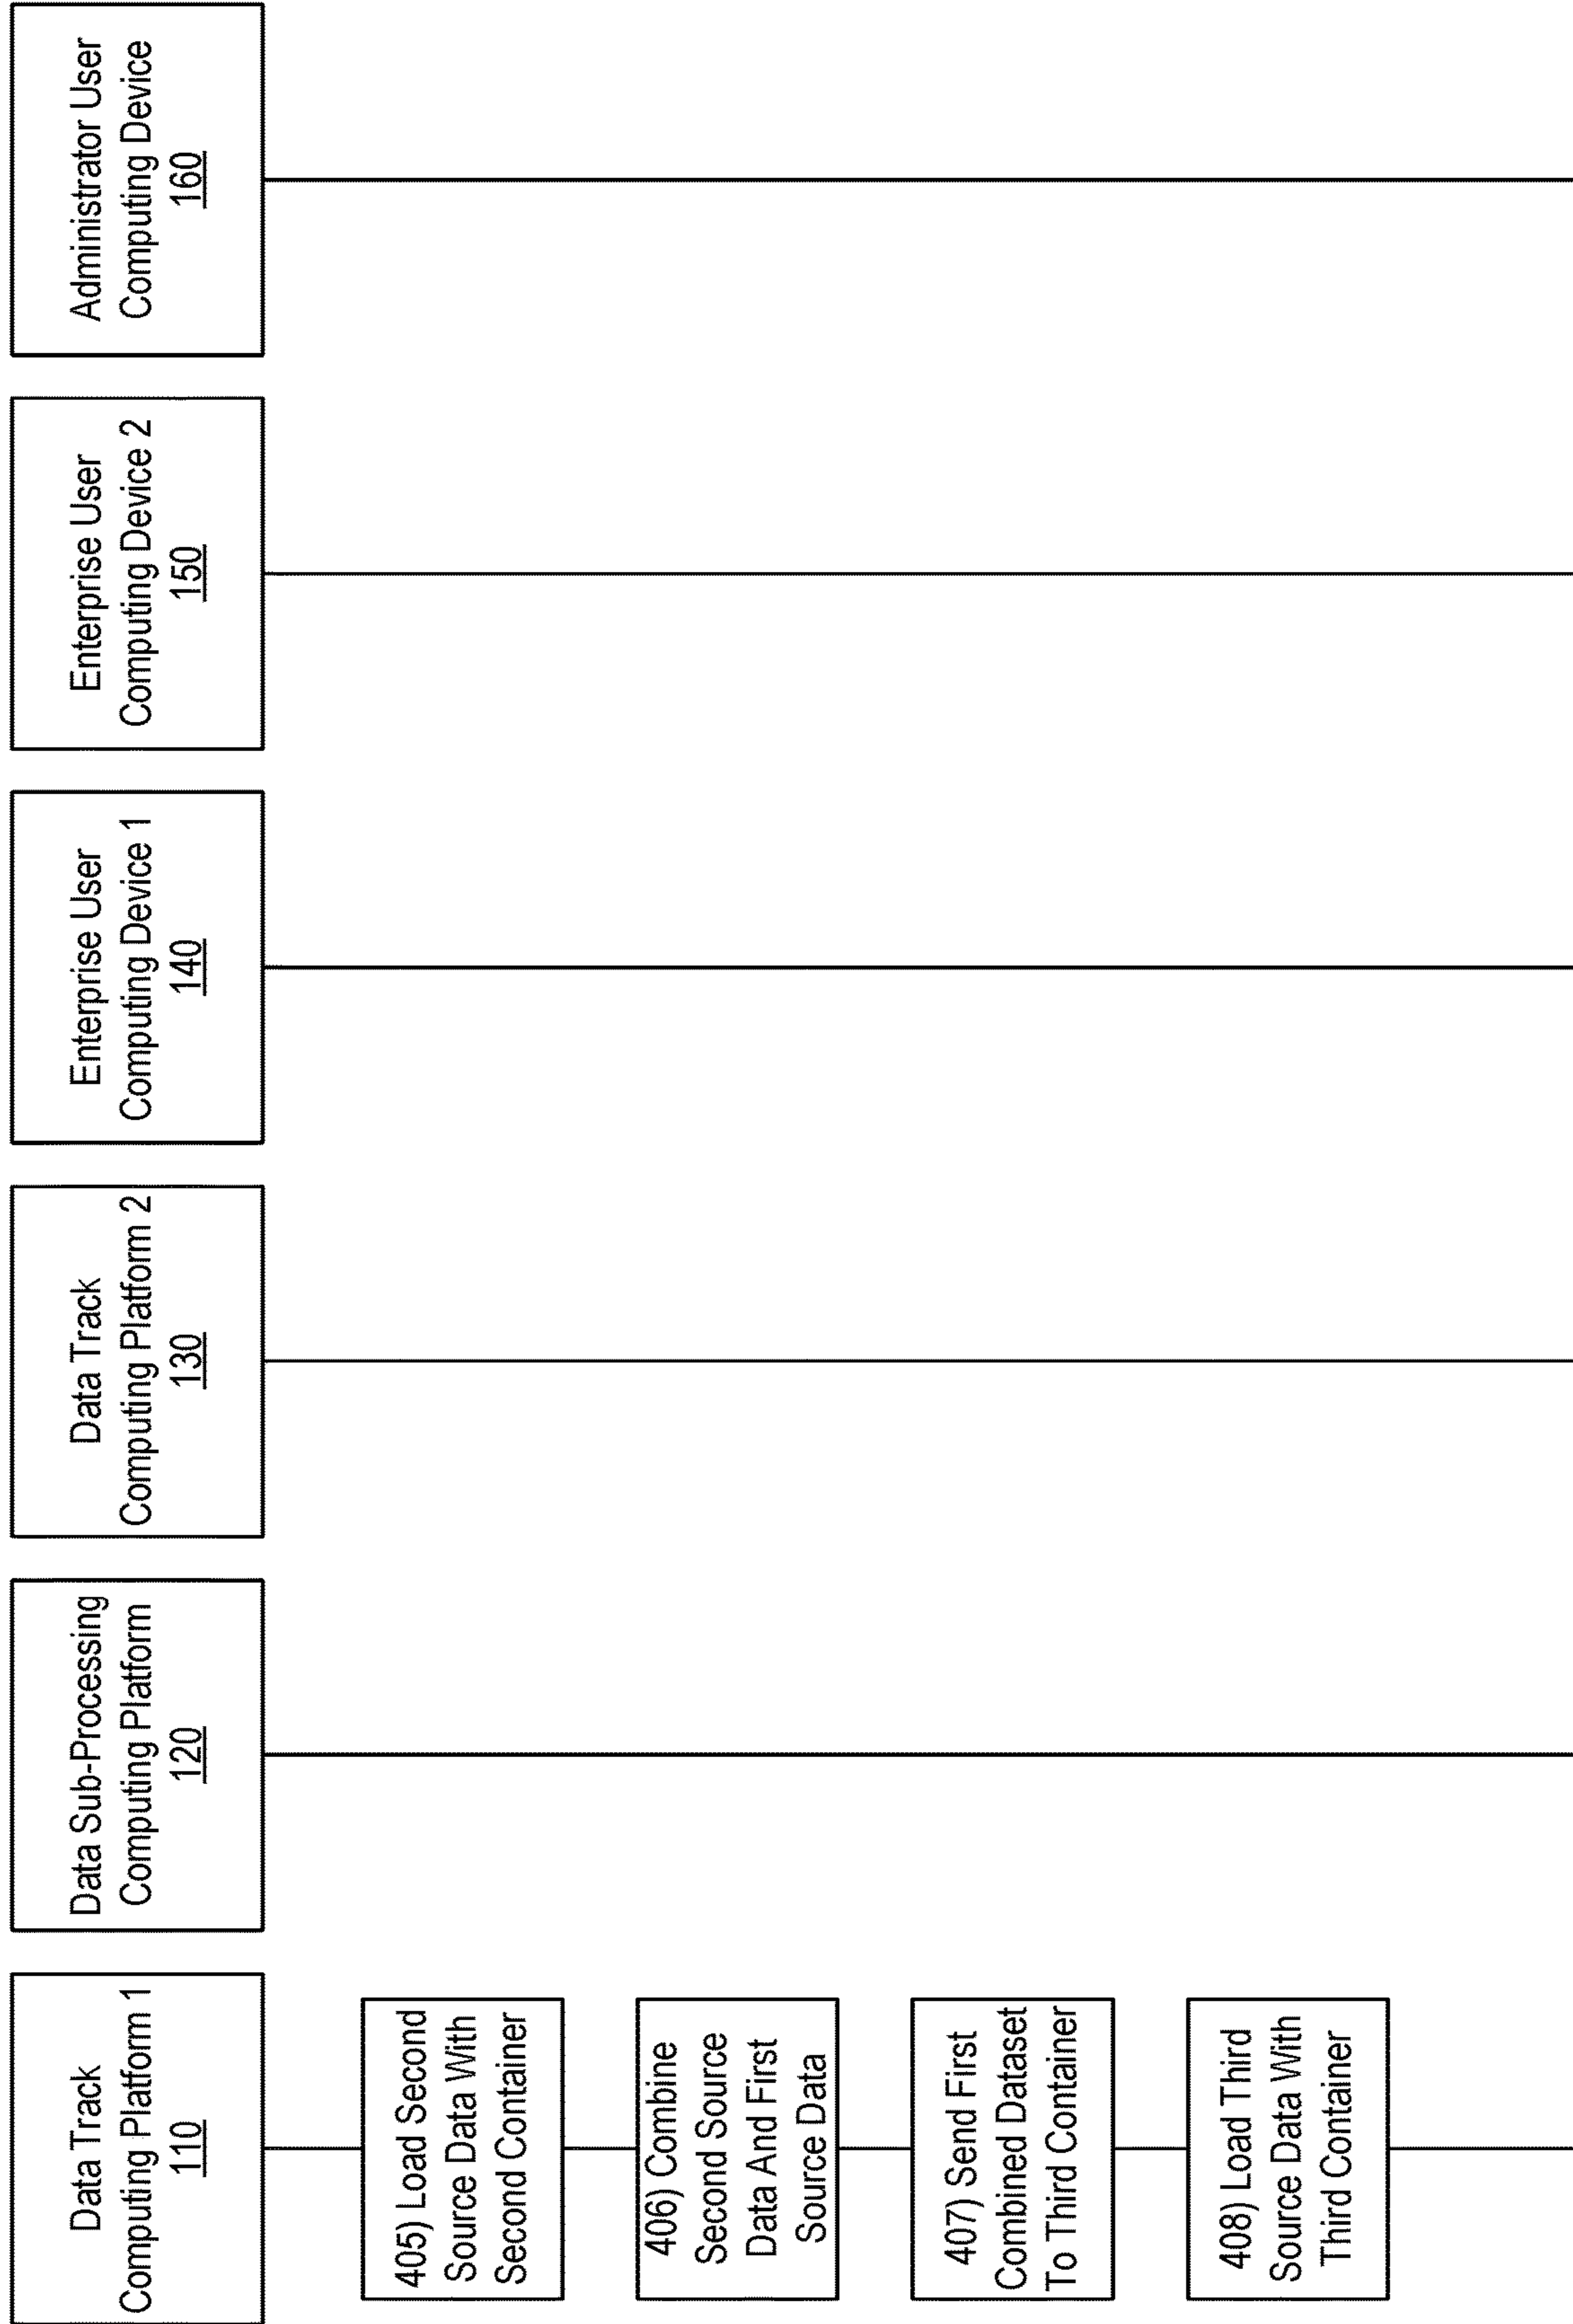 Data Track
Computing Platform 1
110
Data Sub-Processing
Computing Platform
120
Data Track
Computing Platform 2
130
Enterprise User
Computing Device 1
140
Enterprise User
Computing Device 2
150
Administrator User
Computing Device
160
405) Load Second
Source Data With
Second Container
406) Combine
Second Source
Data And First
Source Data
407) Send First
Combined Dataset
To Third Container
408) Load Third
Source Data With
Third Container